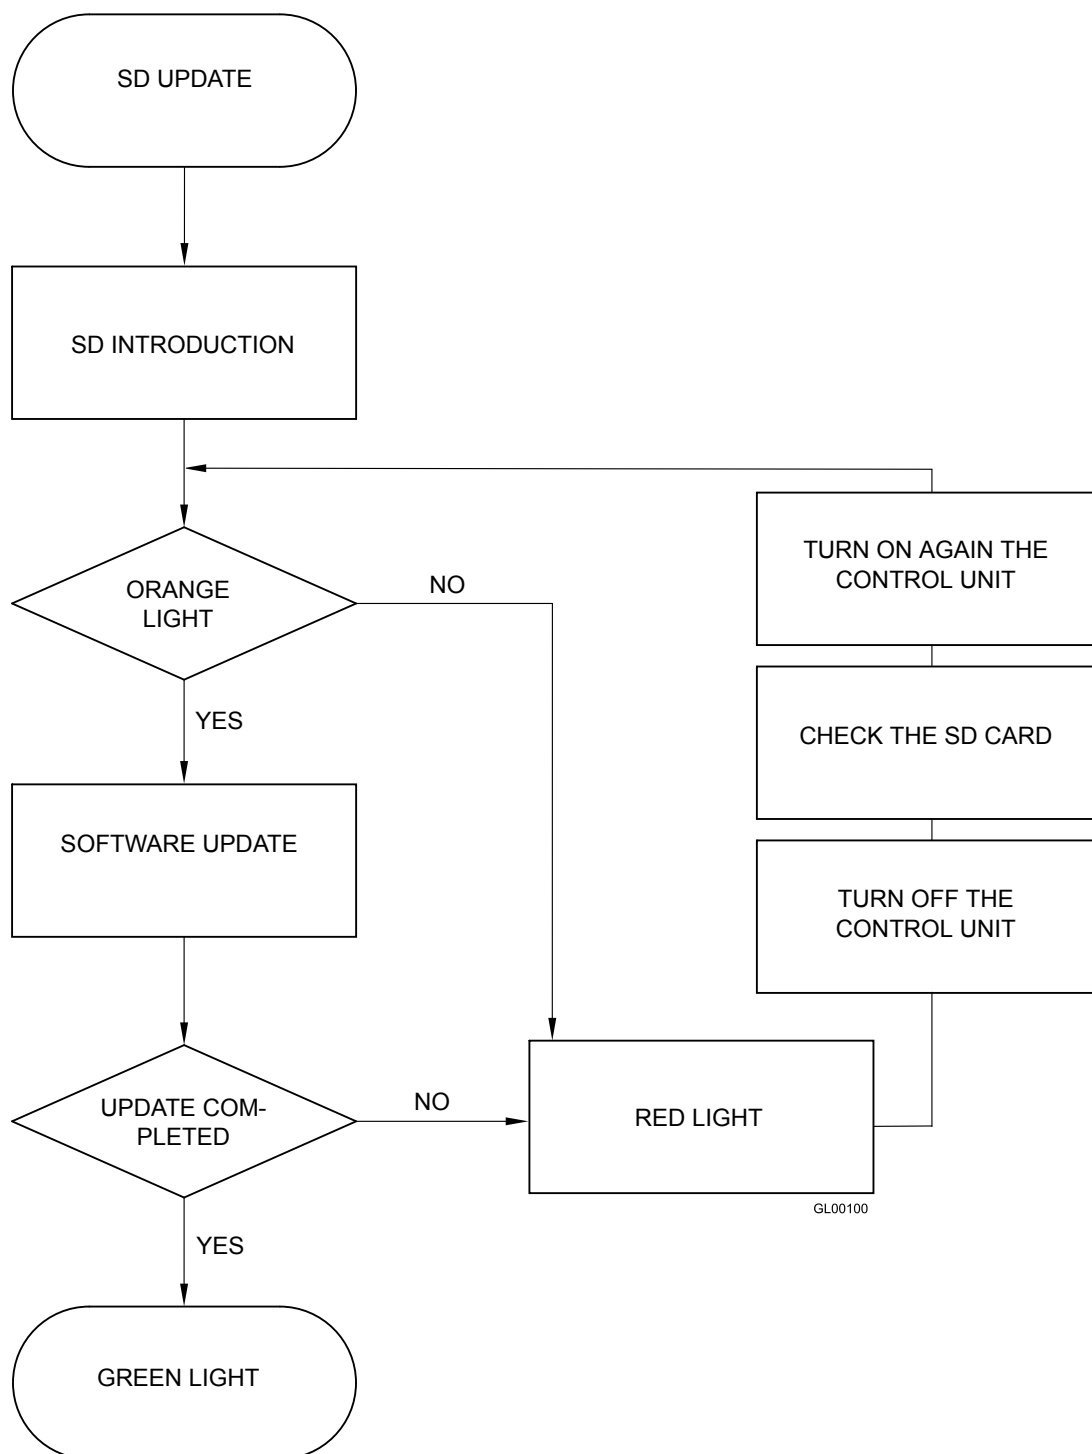 SD UPDATE
SD INTRODUCTION
ORANGE
LIGHT
NO
YES
TURN ON AGAIN THE
CONTROL UNIT
CHECK THE SD CARD
SOFTWARE UPDATE
TURN OFF THE
CONTROL UNIT
UPDATE COM-
PLETED
NO
RED LIGHT
GL00100
YES
GREEN LIGHT